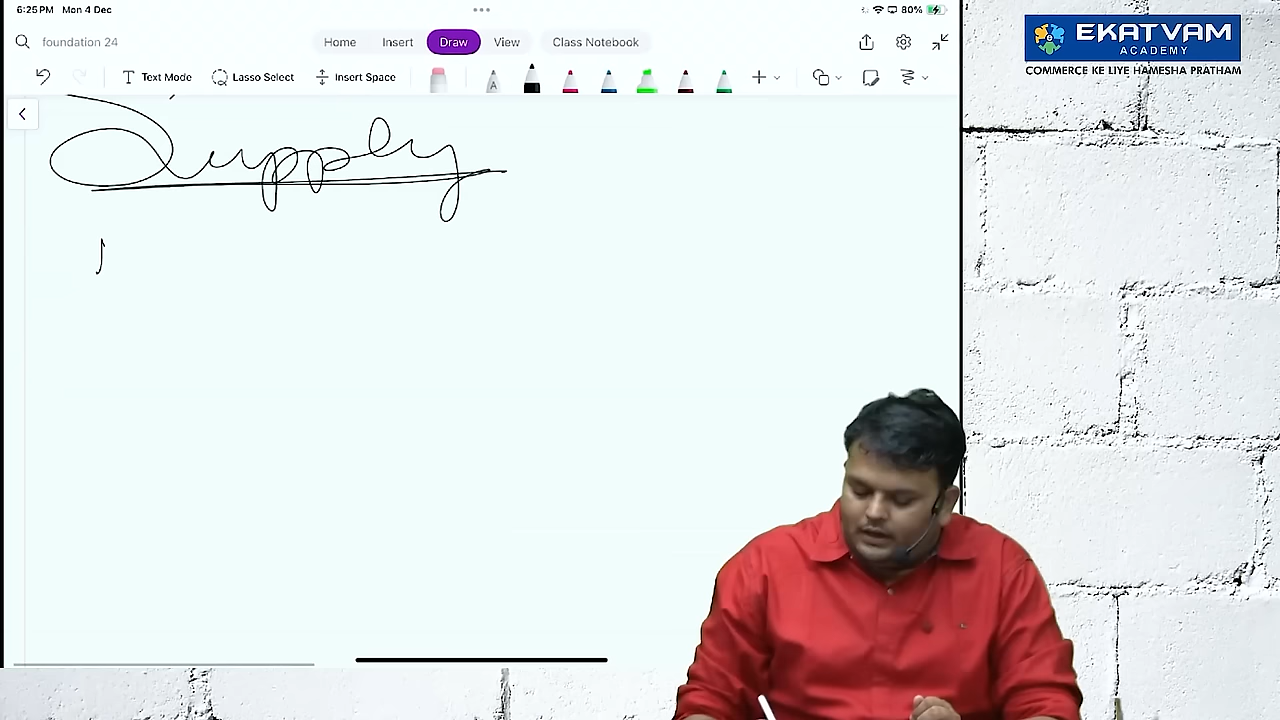 6:25 PM Mon 4 Dec
80%
foundation 24
Home Insert Draw View Class Notebook
Text Mode Lasso Select Insert Space
Supply
EKATVAM
ACADEMY
COMMERCE KE LIYE HAMESHA PRATHAM